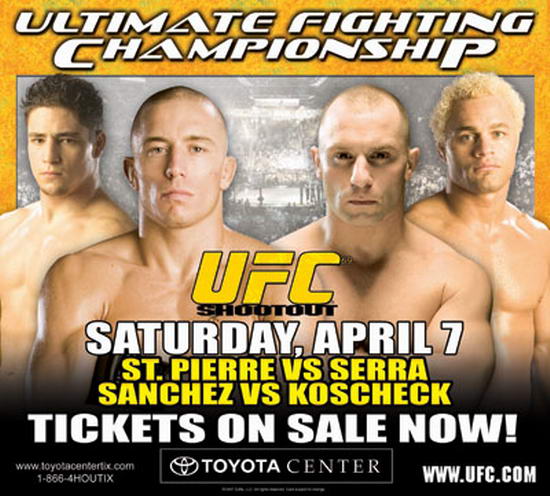 ULTIMATE FIGHTING
CHAMPIONSHIP
UFC 69
SHOOTOUT
SATURDAY, APRIL 7
ST. PIERRE VS SERRA
SANCHEZ VS KOSCHECK
TICKETS ON SALE NOW!
www.toyotacentertix.com
1-866-4HOUTIX
TOYOTA CENTER
WWW.UFC.COM